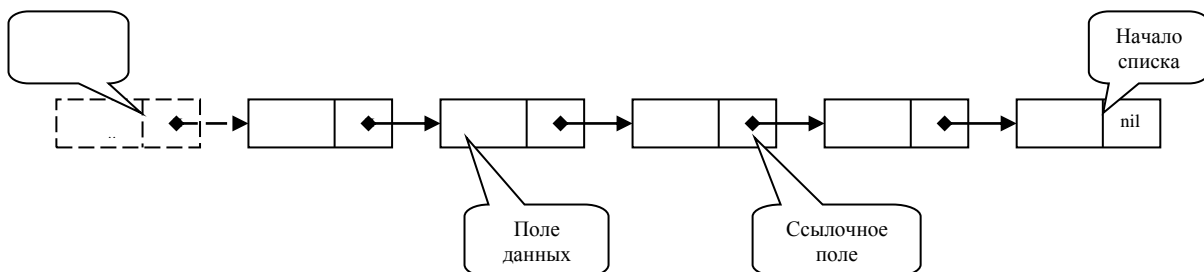 Начало
списка
nil
Поле
данных
Ссылочное
поле